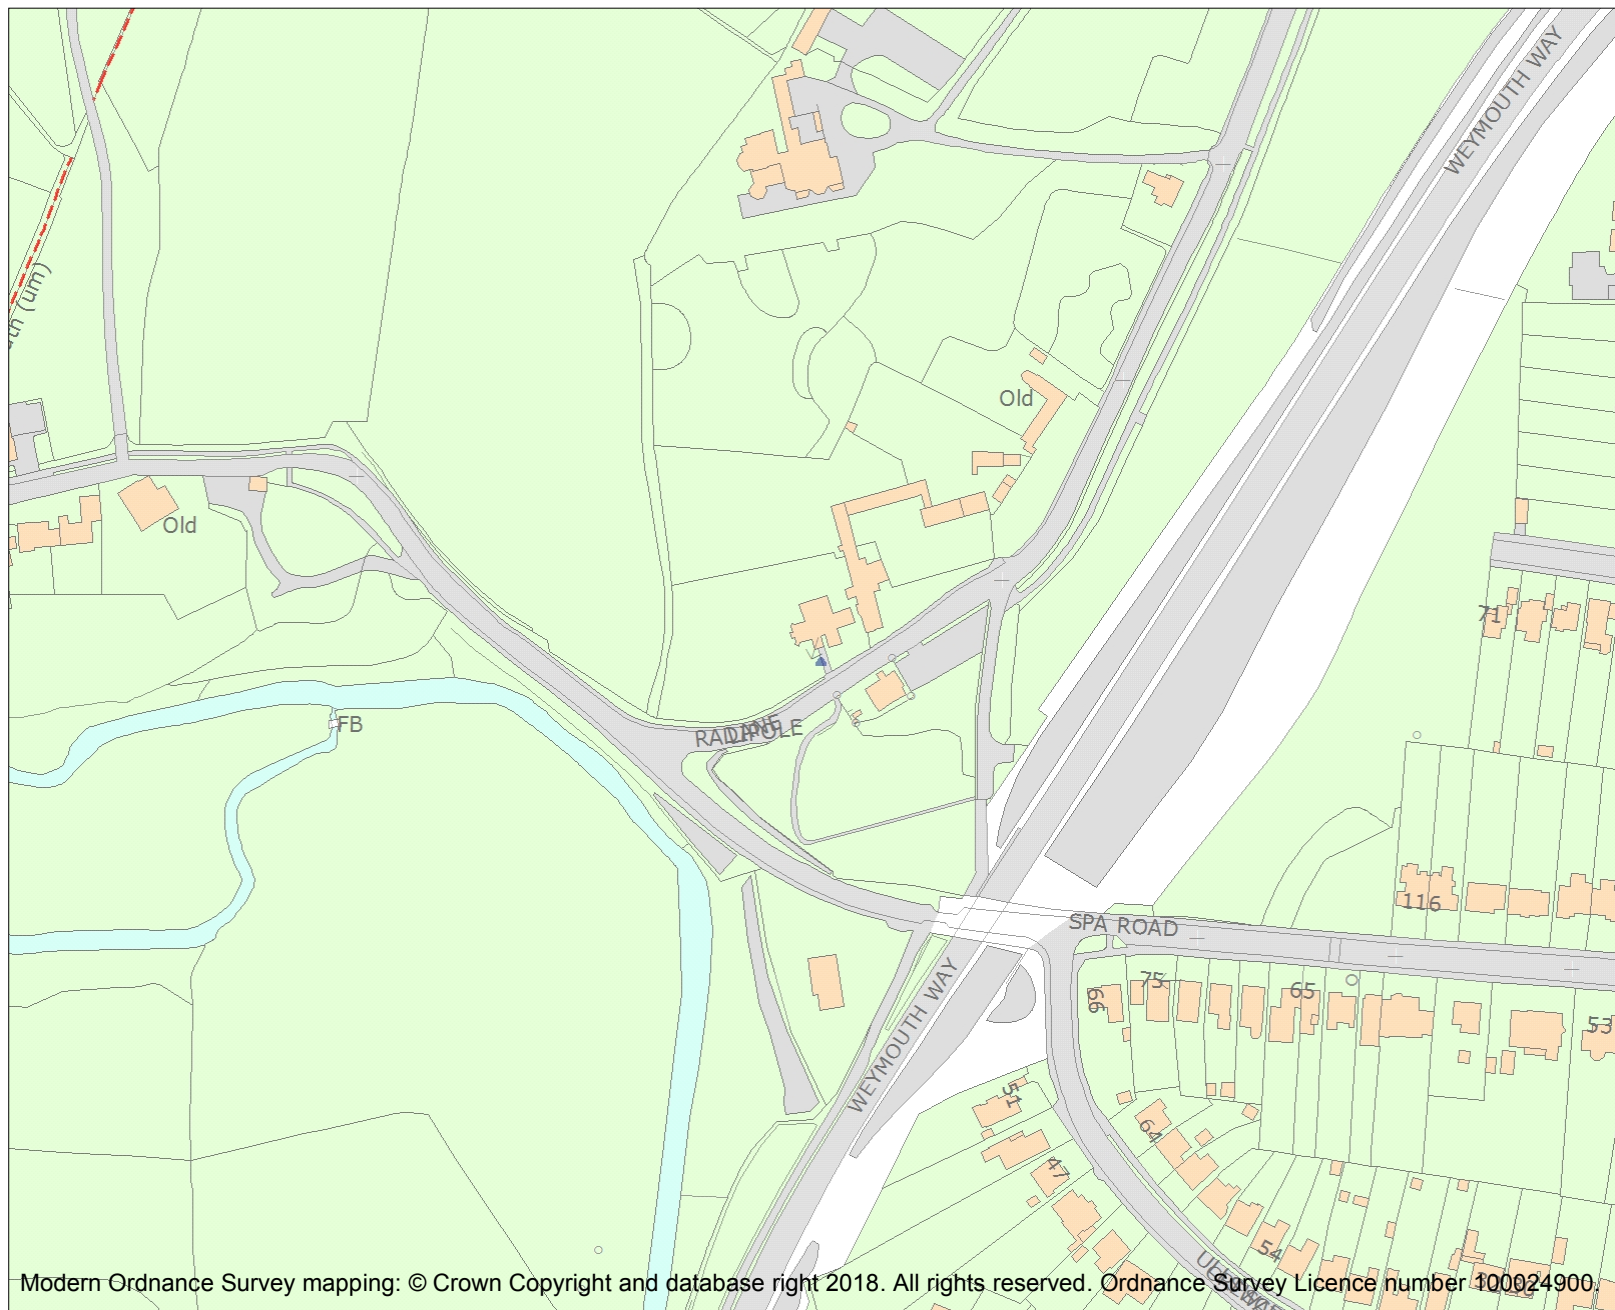 WEYMOUTH WAY
(um)
Old
Old
71
FB
RADIPOLE
LANE
116
SPA ROAD
75
65
66
53
WEYMOUTH WAY
51
64
47
54
Modern Ordnance Survey mapping: © Crown Copyright and database right 2018. All rights reserved. Ordnance Survey Licence number 100024900.